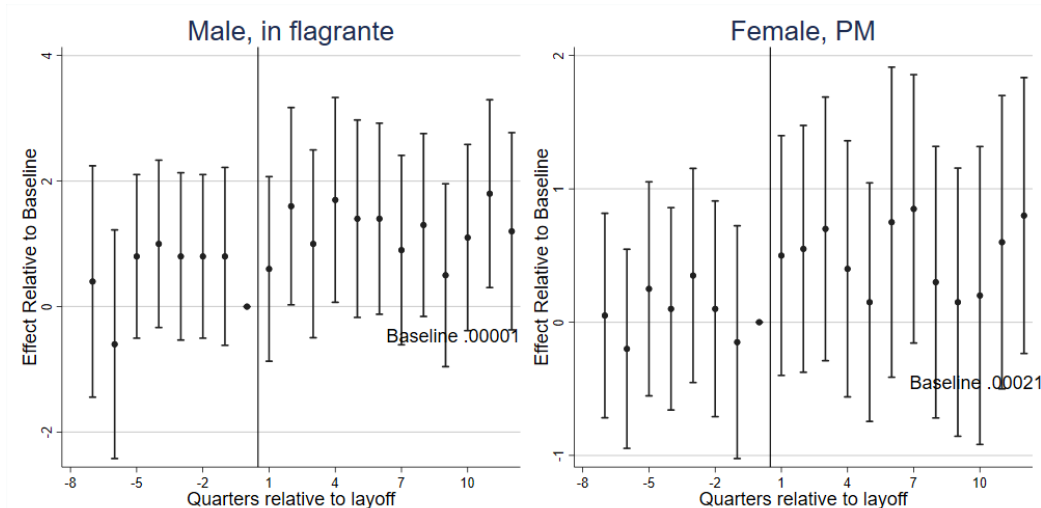 Male, in flagrante
Effect Relative to Baseline
4
2
0
-2
Baseline .00001
-8
-5
-2
1
4
7
10
Quarters relative to layoff
Female, PM
Effect Relative to Baseline
2
1
0
-1
Baseline .00021
-8
-5
-2
1
4
7
10
Quarters relative to layoff